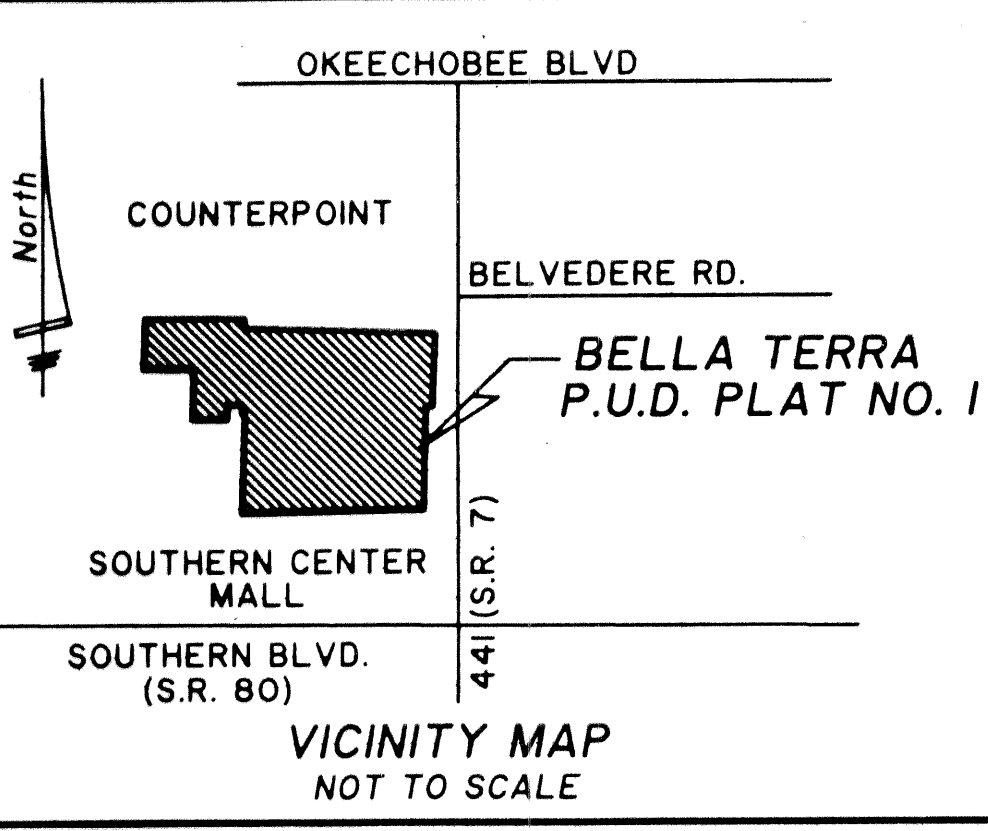 OKEECHOBEE BLVD
North
COUNTERPOINT
BELVEDERE RD.
BELLA TERRA
P.U.D. PLAT NO. 1
SOUTHERN CENTER
MALL
441 (S.R. 7)
SOUTHERN BLVD.
(S.R. 80)
VICINITY MAP
NOT TO SCALE